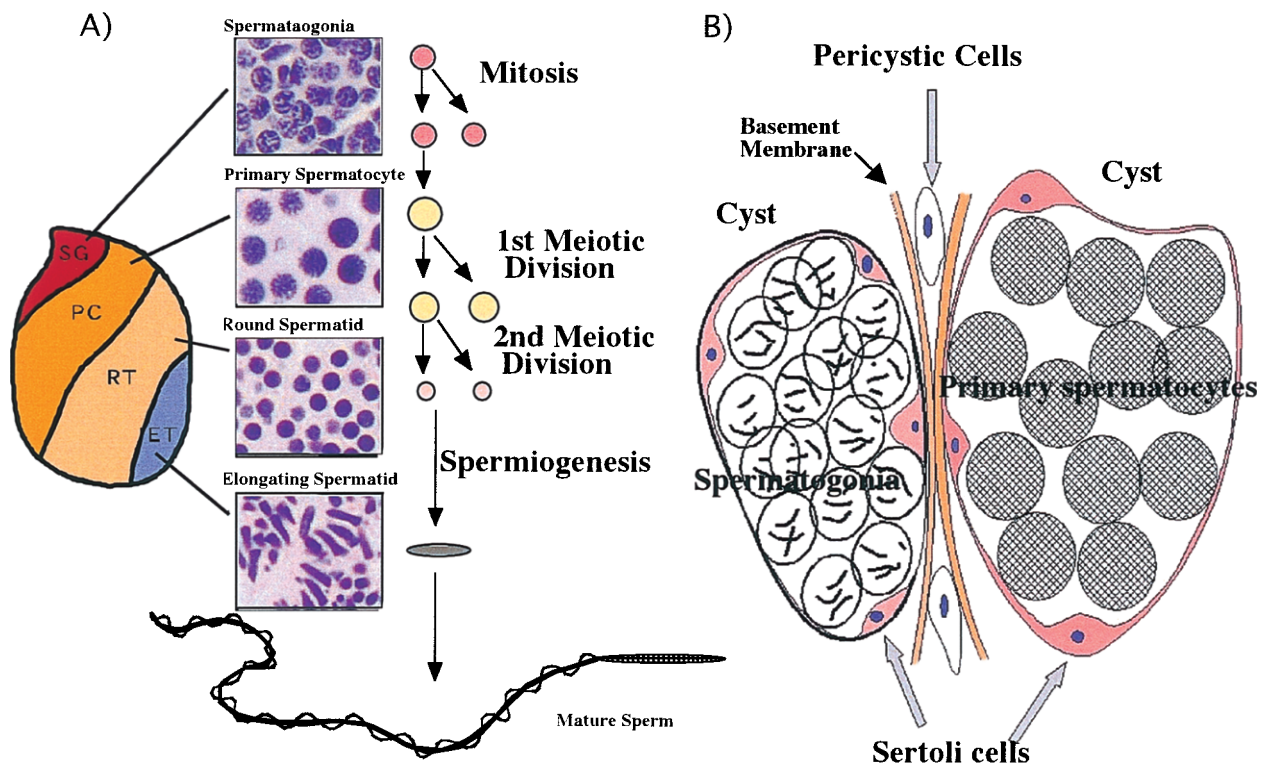 A)
Spermataogonia
Mitosis
Primary Spermatocyte
1st Meiotic
Division
Round Spermatid
2nd Meiotic
Division
Elongating Spermatid
Spermiogenesis
SG
PC
RT
ET
Mature Sperm
B)
Pericystic Cells
Basement
Membrane
Cyst
Cyst
Primary spermatocytes
Spermatogonia
Sertoli cells